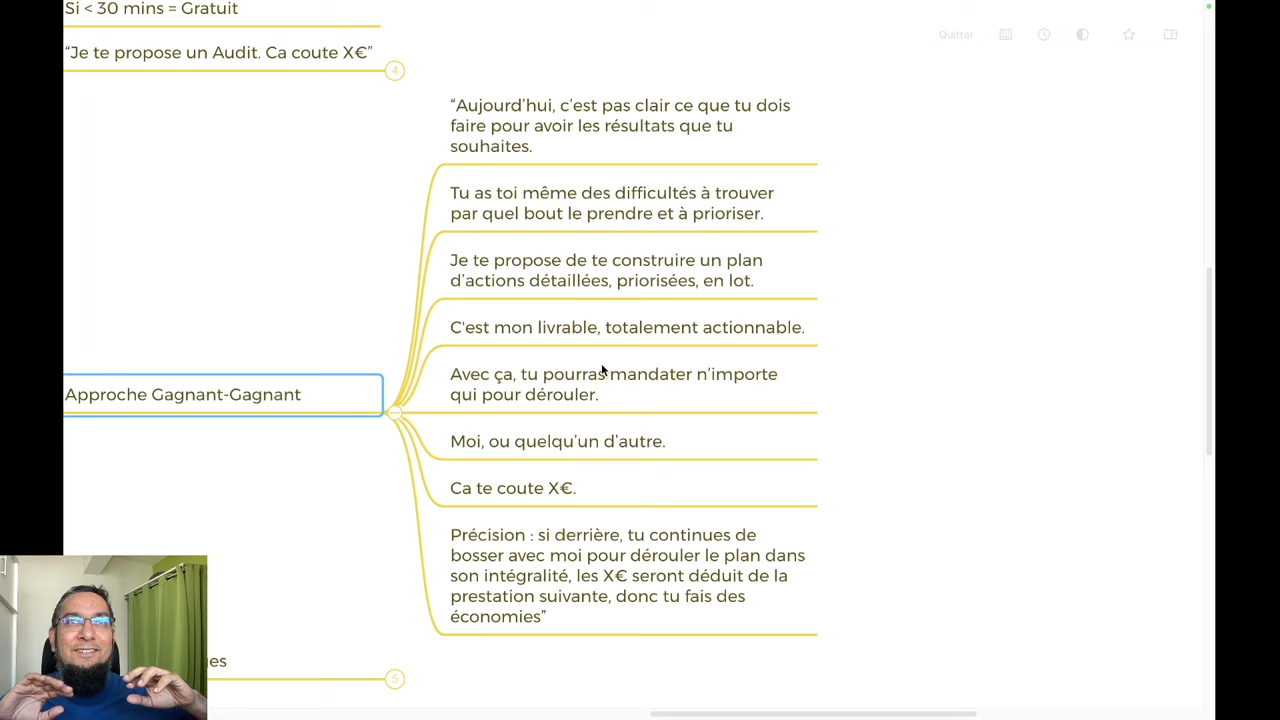 Si < 30 mins = Gratuit
“Je te propose un Audit. Ca coute X€”
4
Quitter
“Aujourd’hui, c’est pas clair ce que tu dois
faire pour avoir les résultats que tu
souhaites.
Tu as toi même des difficultés à trouver
par quel bout le prendre et à prioriser.
Je te propose de te construire un plan
d’actions détaillées, priorisées, en lot.
C'est mon livrable, totalement actionnable.
Avec ça, tu pourras mandater n’importe
qui pour dérouler.
Approche Gagnant-Gagnant
Moi, ou quelqu’un d’autre.
Ca te coute X€.
Précision : si derrière, tu continues de
bosser avec moi pour dérouler le plan dans
son intégralité, les X€ seront déduit de la
prestation suivante, donc tu fais des
économies”
5